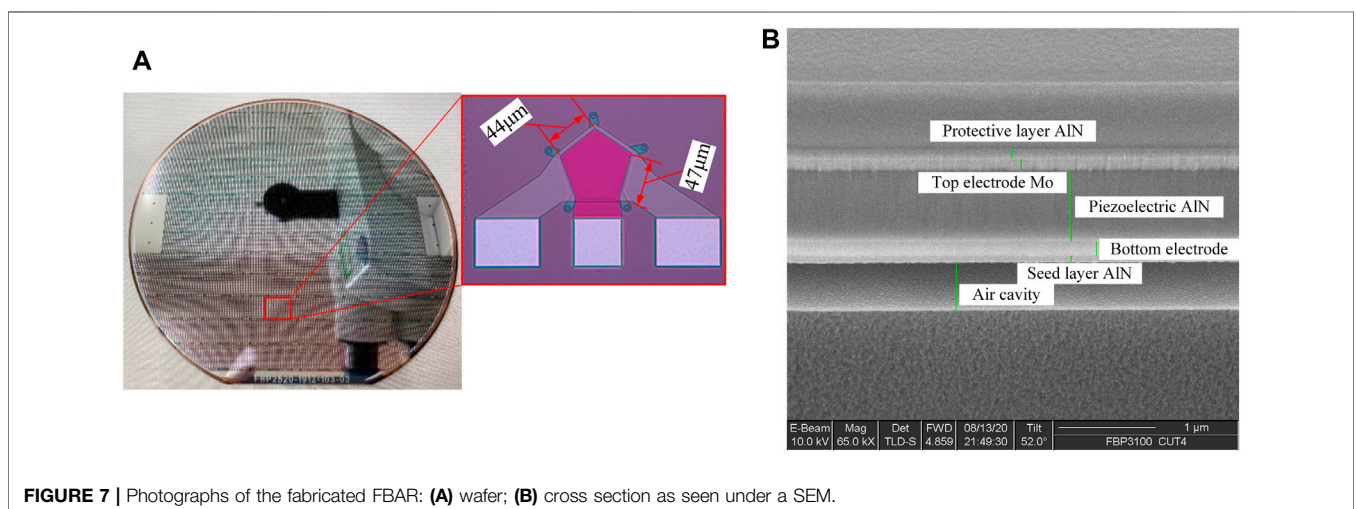 A
44μm
47μm
FBP2520-1912-103-03
B
Protective layer AlN
Top electrode Mo
Piezoelectric AlN
Bottom electrode
Seed layer AlN
Air cavity
E-Beam Mag Det FWD 08/13/20 Tilt 1 μm
10.0 kV 65.0 kX TLD-S 4.859 21:49:30 52.0° FBP3100 CUT4
FIGURE 7 | Photographs of the fabricated FBAR: (A) wafer; (B) cross section as seen under a SEM.